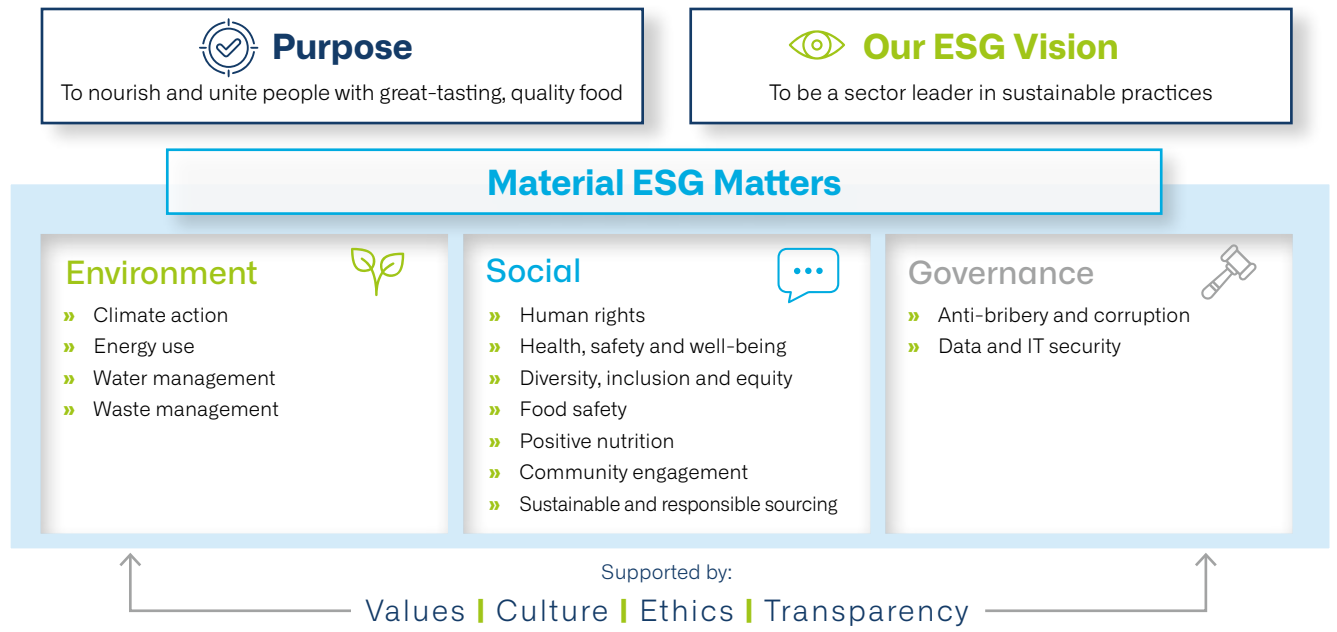 Purpose
To nourish and unite people with great-tasting, quality food
Our ESG Vision
To be a sector leader in sustainable practices
Material ESG Matters
Environment
» Climate action
» Energy use
» Water management
» Waste management
Social
» Human rights
» Health, safety and well-being
» Diversity, inclusion and equity
» Food safety
» Positive nutrition
» Community engagement
» Sustainable and responsible sourcing
Governance
» Anti-bribery and corruption
» Data and IT security
Supported by:
Values | Culture | Ethics | Transparency